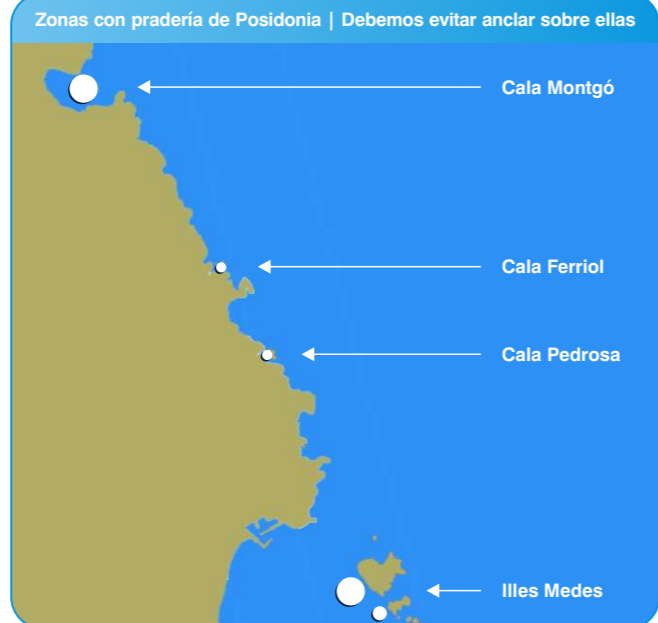 Zonas con pradería de Posidonia | Debemos evitar anclar sobre ellas
Cala Montgó
Cala Ferriol
Cala Pedrosa
Illes Medes